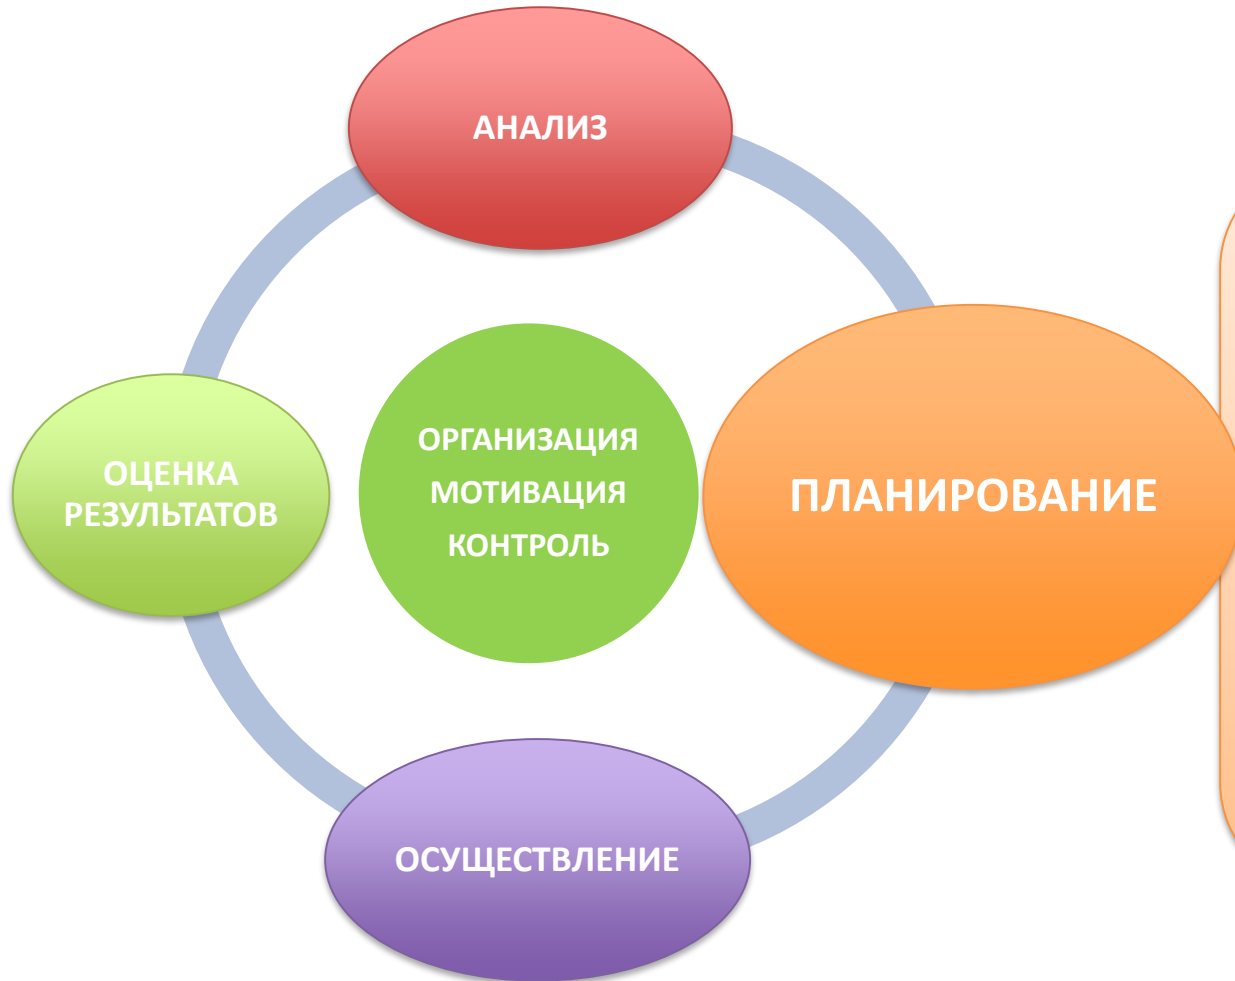 АНАЛИЗ
ОРГАНИЗАЦИЯ
МОТИВАЦИЯ
КОНТРОЛЬ
ОЦЕНКА
РЕЗУЛЬТАТОВ
ПЛАНИРОВАНИЕ
ОСУЩЕСТВЛЕНИЕ